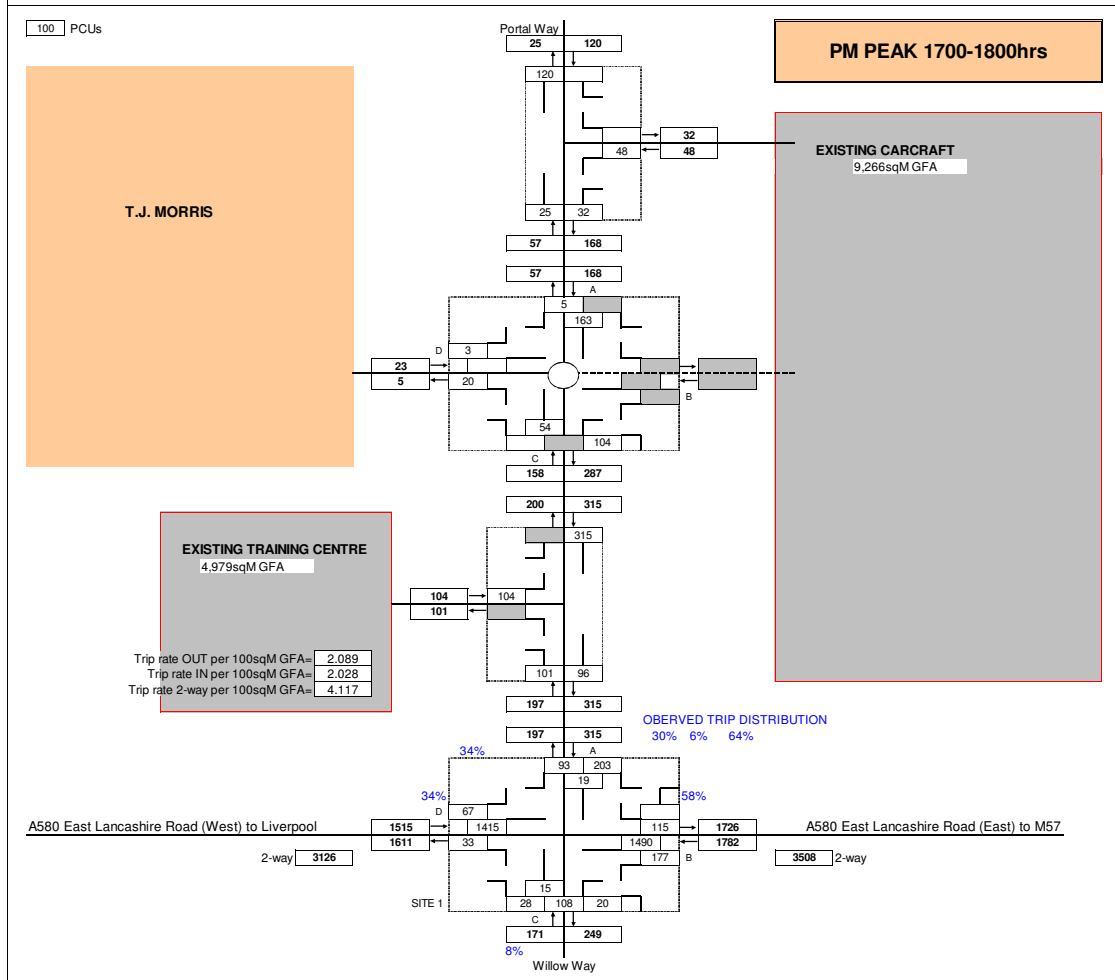 100 PCUs
Portal Way
25 120
PM PEAK 1700-1800hrs
120
32
48 48
EXISTING CARCRAFT
9,266sqM GFA
T.J. MORRIS
25 32
57 168
57 168
A
5
163
D 3
23
5 20
B
54
104
C
158 287
200 315
315
EXISTING TRAINING CENTRE
4,979sqM GFA
104 104
101
Trip rate OUT per 100sqM GFA= 2.089
Trip rate IN per 100sqM GFA= 2.028
Trip rate 2-way per 100sqM GFA= 4.117
101 96
197 315
OBERVED TRIP DISTRIBUTION
30% 6% 64%
197 315
34% A
93 203
19
34% 58%
D 67
A580 East Lancashire Road (West) to Liverpool 1515 1415 115 1726 A580 East Lancashire Road (East) to M57
1611 33 1490 1782
2-way 3126 177 B 3508 2-way
15
SITE 1 28 108 20
C
171 249
8%
Willow Way